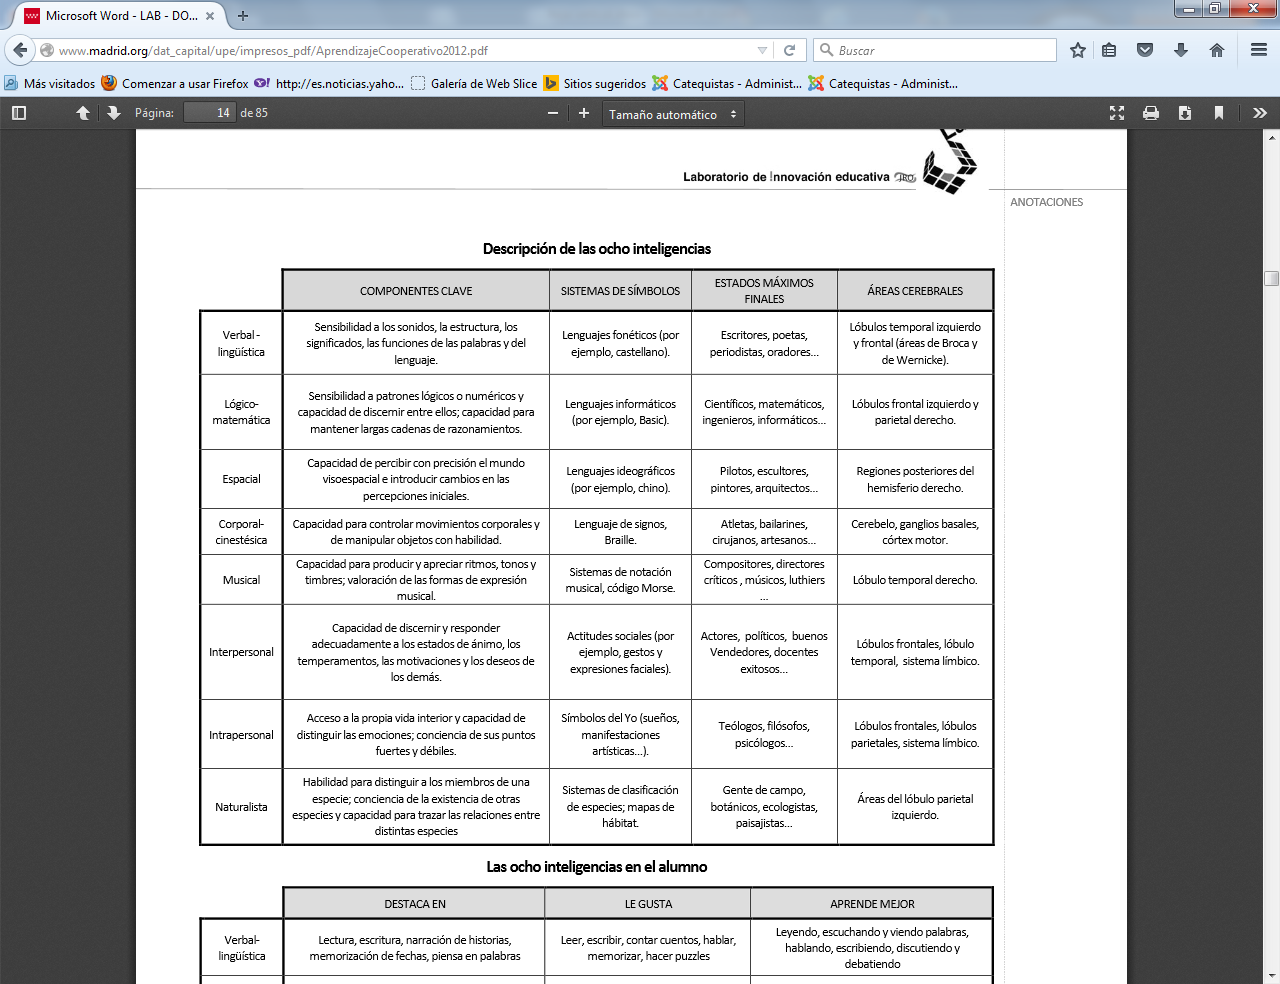 Microsoft Word - LAB - DO...
www.madrid.org/dat_capital/upe/impresos_pdf/AprendizajeCooperativo2012.pdf
Buscar
Más visitados
Comenzar a usar Firefox
http://es.noticias.yaho...
Galería de Web Slice
Sitios sugeridos
Catequistas - Administ...
Catequistas - Administ...
Página:
14
de 85
Tamaño automático
Laboratorio de Innovación educativa
ANOTACIONES
Descripción de las ocho inteligencias
COMPONENTES CLAVE
SISTEMAS DE SÍMBOLOS
ESTADOS MÁXIMOS
FINALES
ÁREAS CEREBRALES
Verbal -
lingüística
Sensibilidad a los sonidos, la estructura, los
significados, las funciones de las palabras y del
lenguaje.
Lenguajes fonéticos (por
ejemplo, castellano).
Escritores, poetas,
periodistas, oradores...
Lóbulos temporal izquierdo
y frontal (áreas de Broca y
de Wernicke).
Lógico-
matemática
Sensibilidad a patrones lógicos o numéricos y
capacidad de discernir entre ellos; capacidad para
mantener largas cadenas de razonamientos.
Lenguajes informáticos
(por ejemplo, Basic).
Científicos, matemáticos,
ingenieros, informáticos...
Lóbulos frontal izquierdo y
parietal derecho.
Espacial
Capacidad de percibir con precisión el mundo
visoespacial e introducir cambios en las
percepciones iniciales.
Lenguajes ideográficos
(por ejemplo, chino).
Pilotos, escultores,
pintores, arquitectos...
Regiones posteriores del
hemisferio derecho.
Corporal-
cinestésica
Capacidad para controlar movimientos corporales y
de manipular objetos con habilidad.
Lenguaje de signos,
Braille.
Atletas, bailarines,
cirujanos, artesanos...
Cerebelo, ganglios basales,
córtex motor.
Musical
Capacidad para producir y apreciar ritmos, tonos y
timbres; valoración de las formas de expresión
musical.
Sistemas de notación
musical, código Morse.
Compositores, directores
críticos , músicos, luthiers
...
Lóbulo temporal derecho.
Interpersonal
Capacidad de discernir y responder
adecuadamente a los estados de ánimo, los
temperamentos, las motivaciones y los deseos de
los demás.
Actitudes sociales (por
ejemplo, gestos y
expresiones faciales).
Actores, políticos, buenos
Vendedores, docentes
exitosos...
Lóbulos frontales, lóbulo
temporal, sistema límbico.
Intrapersonal
Acceso a la propia vida interior y capacidad de
distinguir las emociones; conciencia de sus puntos
fuertes y débiles.
Símbolos del Yo (sueños,
manifestaciones
artísticas...).
Teólogos, filósofos,
psicólogos...
Lóbulos frontales, lóbulos
parietales, sistema límbico.
Naturalista
Habilidad para distinguir a los miembros de una
especie; conciencia de la existencia de otras
especies y capacidad para trazar las relaciones entre
distintas especies
Sistemas de clasificación
de especies; mapas de
hábitat.
Gente de campo,
botánicos, ecologistas,
paisajistas...
Áreas del lóbulo parietal
izquierdo.
Las ocho inteligencias en el alumno
DESTACA EN
LE GUSTA
APRENDE MEJOR
Verbal-
lingüística
Lectura, escritura, narración de historias,
memorización de fechas, piensa en palabras
Leer, escribir, contar cuentos, hablar,
memorizar, hacer puzzles
Leyendo, escuchando y viendo palabras,
hablando, escribiendo, discutiendo y
debatiendo